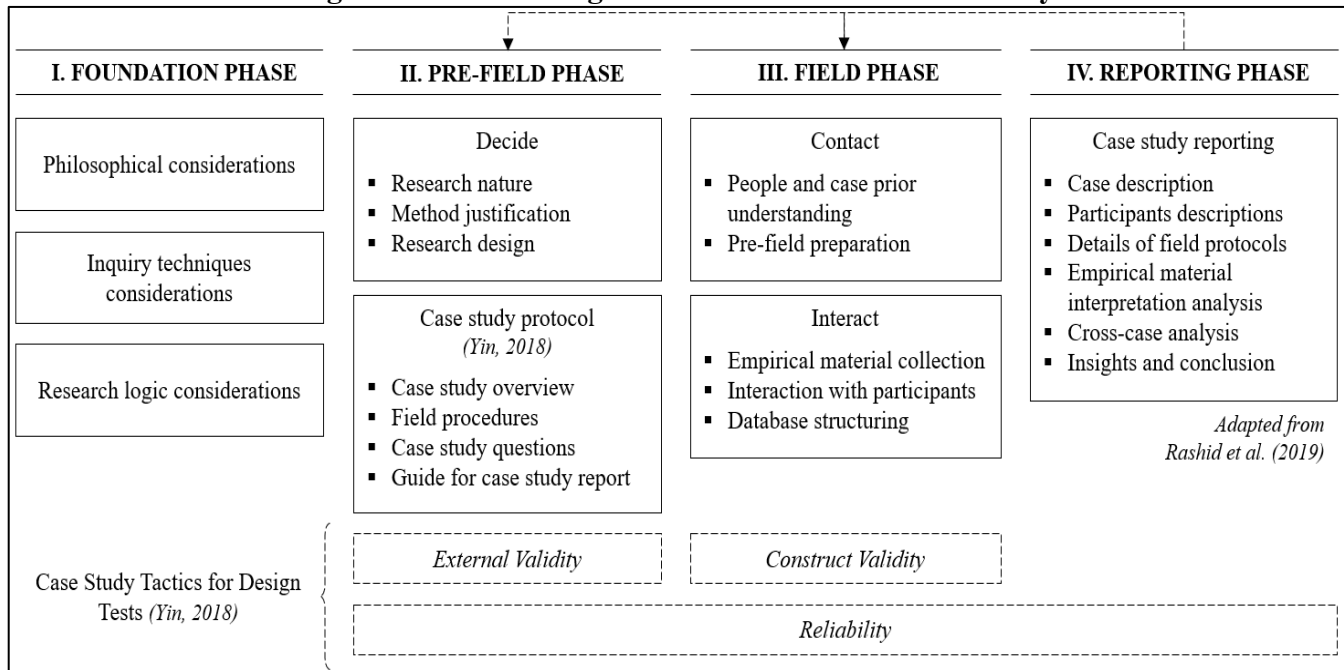 I. FOUNDATION PHASE
II. PRE-FIELD PHASE
III. FIELD PHASE
IV. REPORTING PHASE
Philosophical considerations
Inquiry techniques
considerations
Research logic considerations
Decide
▪ Research nature
▪ Method justification
▪ Research design
Case study protocol
(Yin, 2018)
▪ Case study overview
▪ Field procedures
▪ Case study questions
▪ Guide for case study report
Contact
▪ People and case prior
understanding
▪ Pre-field preparation
Interact
▪ Empirical material collection
▪ Interaction with participants
▪ Database structuring
Case study reporting
▪ Case description
▪ Participants descriptions
▪ Details of field protocols
▪ Empirical material
interpretation analysis
▪ Cross-case analysis
▪ Insights and conclusion
Adapted from
Rashid et al. (2019)
Case Study Tactics for Design
Tests (Yin, 2018)
External Validity
Construct Validity
Reliability